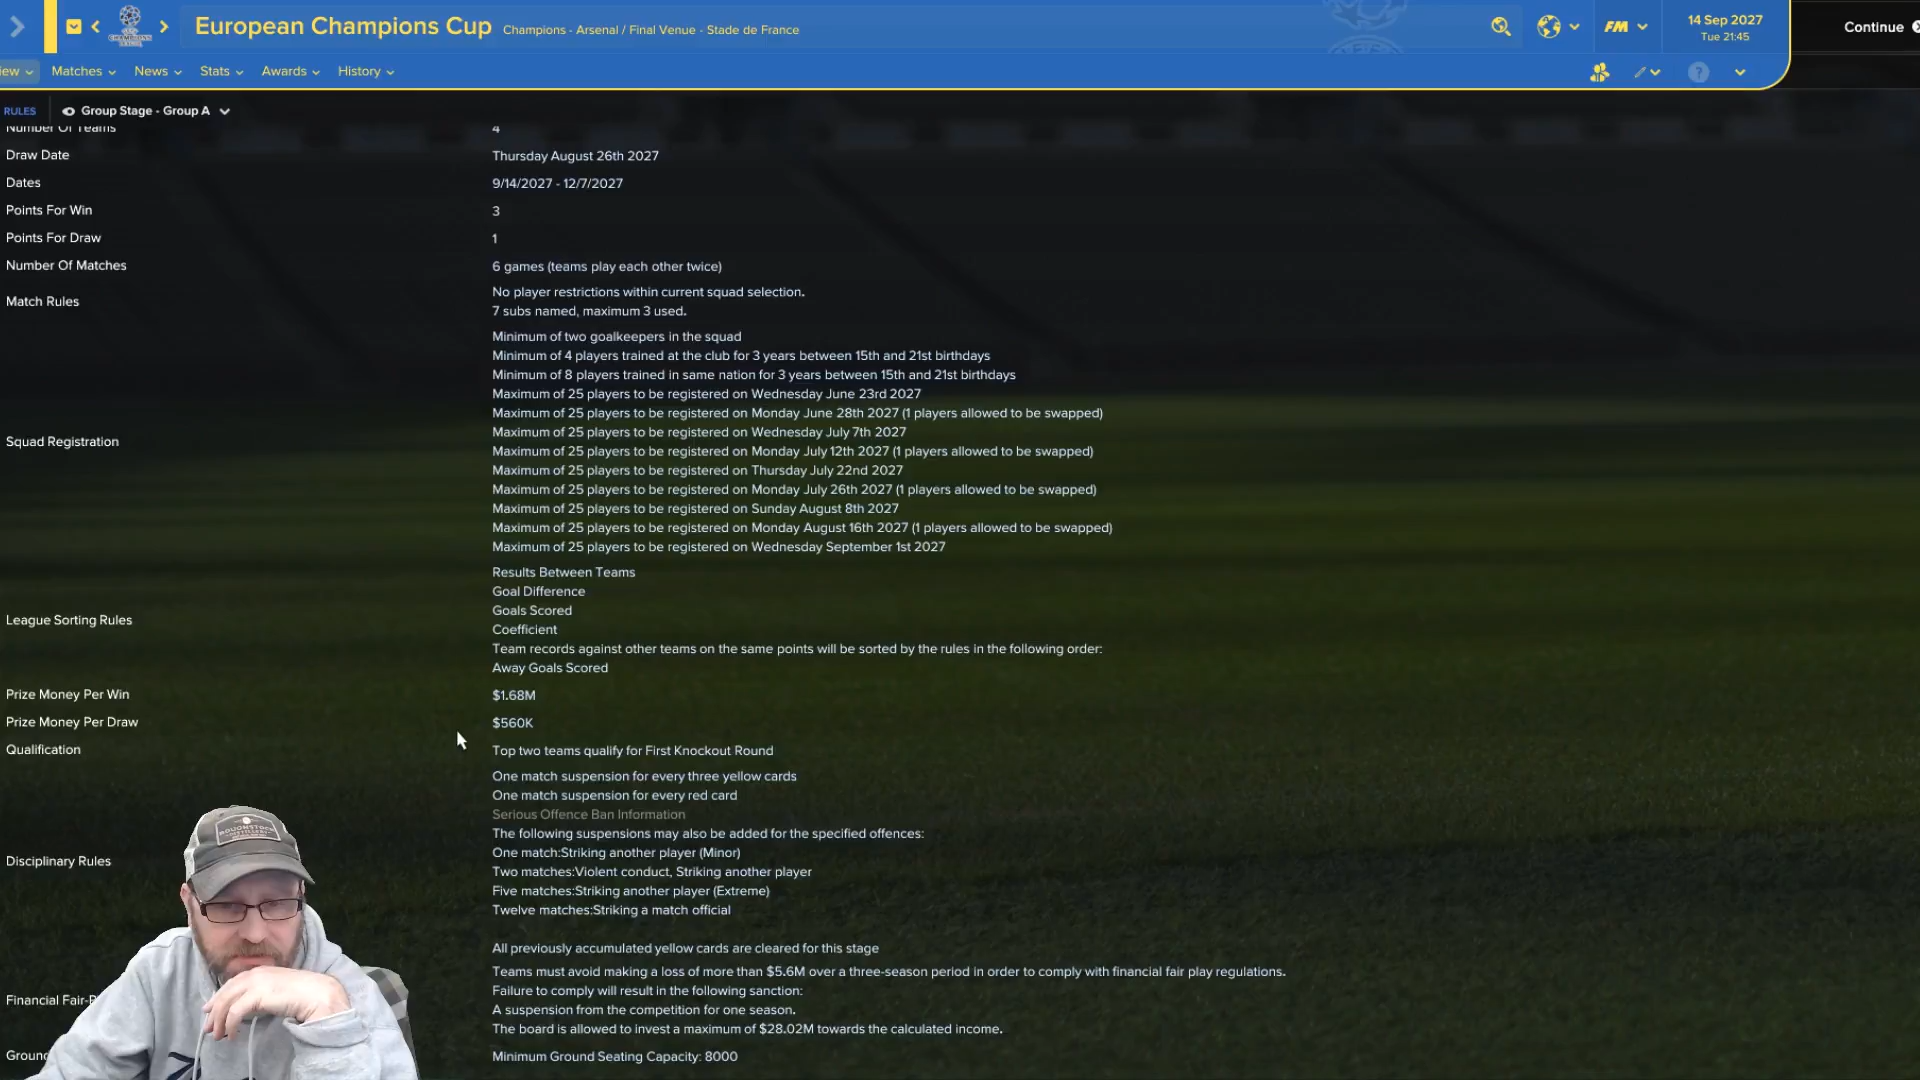 European Champions Cup
Champions - Arsenal / Final Venue - Stade de France
FM
14 Sep 2027
Tue 21:45
Continue
iew
Matches
News
Stats
Awards
History
RULES
Group Stage - Group A
Number Of Teams
4
Draw Date
Thursday August 26th 2027
Dates
9/14/2027 - 12/7/2027
Points For Win
3
Points For Draw
1
Number Of Matches
6 games (teams play each other twice)
Match Rules
No player restrictions within current squad selection.
7 subs named, maximum 3 used.
Squad Registration
Minimum of two goalkeepers in the squad
Minimum of 4 players trained at the club for 3 years between 15th and 21st birthdays
Minimum of 8 players trained in same nation for 3 years between 15th and 21st birthdays
Maximum of 25 players to be registered on Wednesday June 23rd 2027
Maximum of 25 players to be registered on Monday June 28th 2027 (1 players allowed to be swapped)
Maximum of 25 players to be registered on Wednesday July 7th 2027
Maximum of 25 players to be registered on Monday July 12th 2027 (1 players allowed to be swapped)
Maximum of 25 players to be registered on Thursday July 22nd 2027
Maximum of 25 players to be registered on Monday July 26th 2027 (1 players allowed to be swapped)
Maximum of 25 players to be registered on Sunday August 8th 2027
Maximum of 25 players to be registered on Monday August 16th 2027 (1 players allowed to be swapped)
Maximum of 25 players to be registered on Wednesday September 1st 2027
League Sorting Rules
Results Between Teams
Goal Difference
Goals Scored
Coefficient
Team records against other teams on the same points will be sorted by the rules in the following order:
Away Goals Scored
Prize Money Per Win
$1.68M
Prize Money Per Draw
$560K
Qualification
Top two teams qualify for First Knockout Round
Disciplinary Rules
One match suspension for every three yellow cards
One match suspension for every red card
Serious Offence Ban Information
The following suspensions may also be added for the specified offences:
One match:Striking another player (Minor)
Two matches:Violent conduct, Striking another player
Five matches:Striking another player (Extreme)
Twelve matches:Striking a match official
All previously accumulated yellow cards are cleared for this stage
Financial Fair-P
Teams must avoid making a loss of more than $5.6M over a three-season period in order to comply with financial fair play regulations.
Failure to comply will result in the following sanction:
A suspension from the competition for one season.
The board is allowed to invest a maximum of $28.02M towards the calculated income.
Ground
Minimum Ground Seating Capacity: 8000